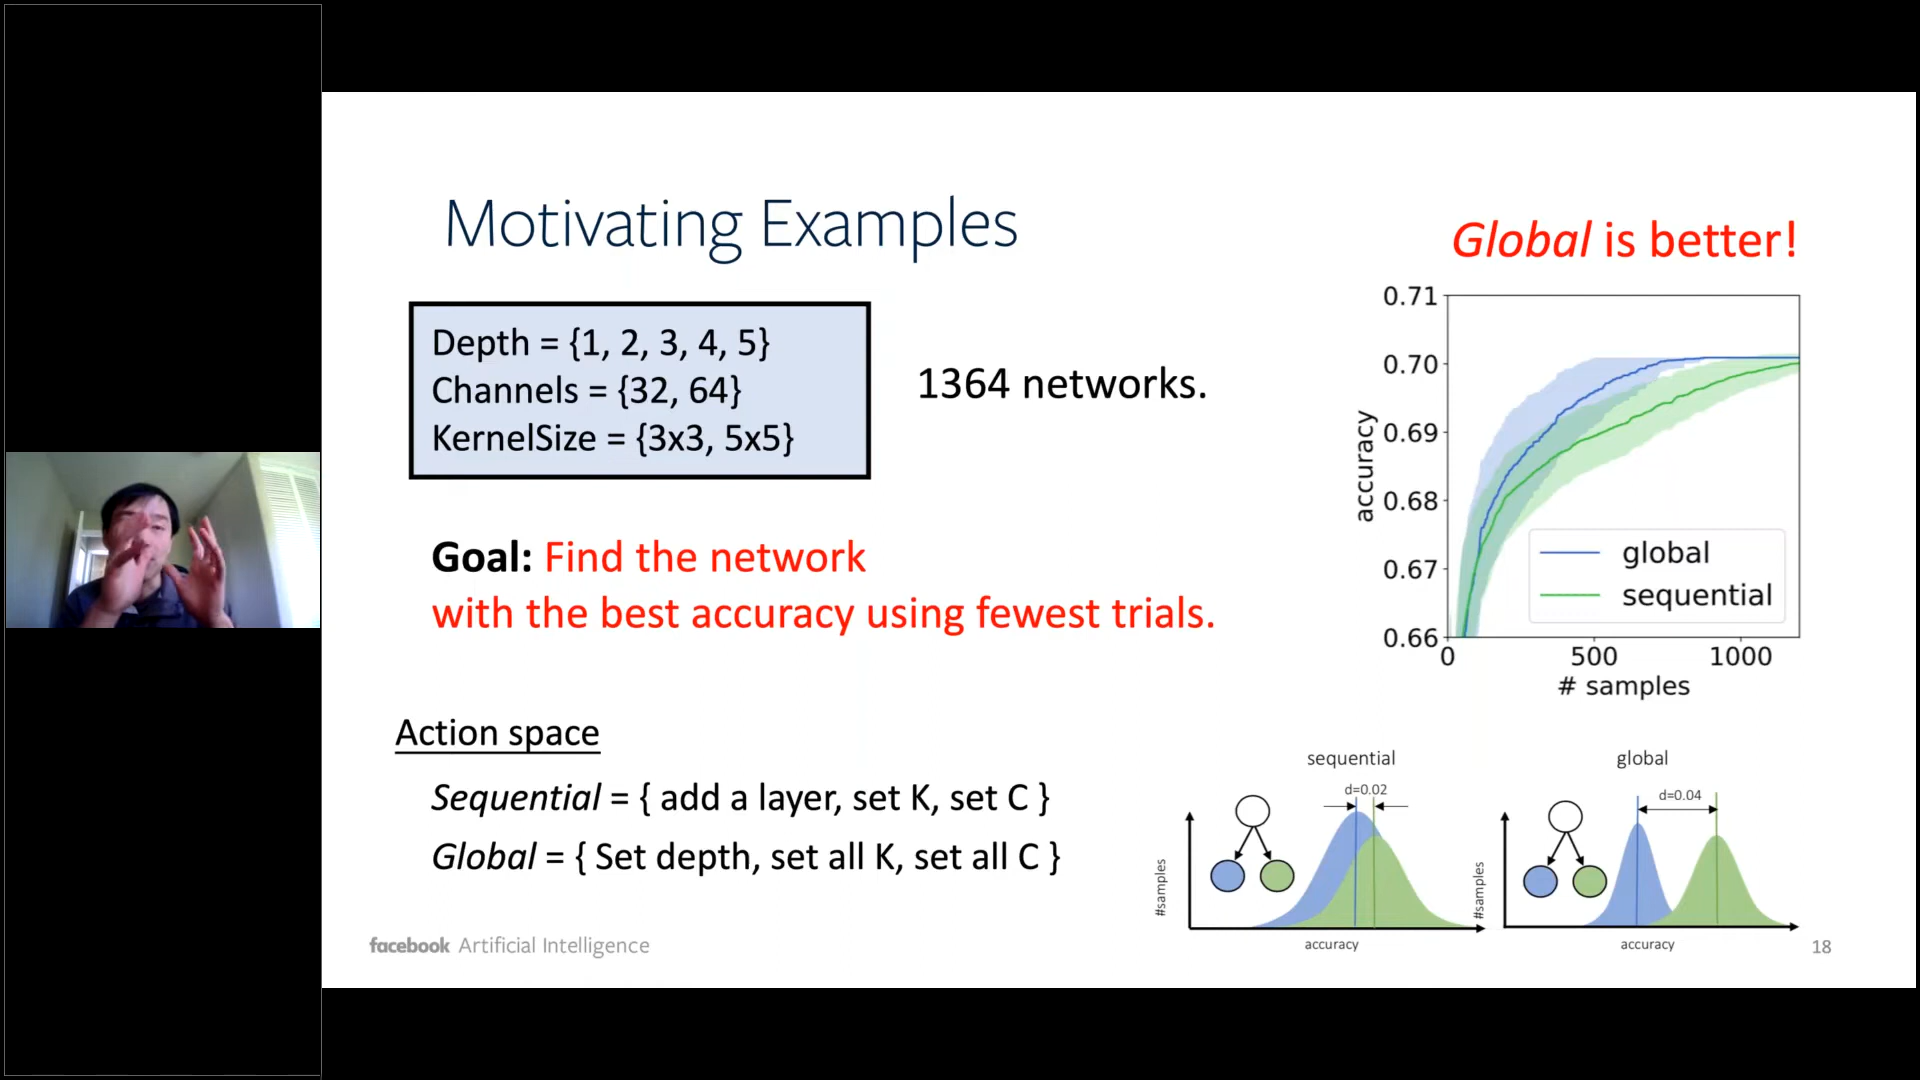 Motivating Examples
Global is better!
Depth = {1, 2, 3, 4, 5}
Channels = {32, 64}
KernelSize = {3x3, 5x5}
1364 networks.
Goal: Find the network
with the best accuracy using fewest trials.
0.71
0.70
0.69
0.68
0.67
0.66
accuracy
global
sequential
0
500
1000
# samples
Action space
Sequential = { add a layer, set K, set C }
Global = { Set depth, set all K, set all C }
sequential
d=0.02
#samples
accuracy
global
d=0.04
#samples
accuracy
facebook Artificial Intelligence
18